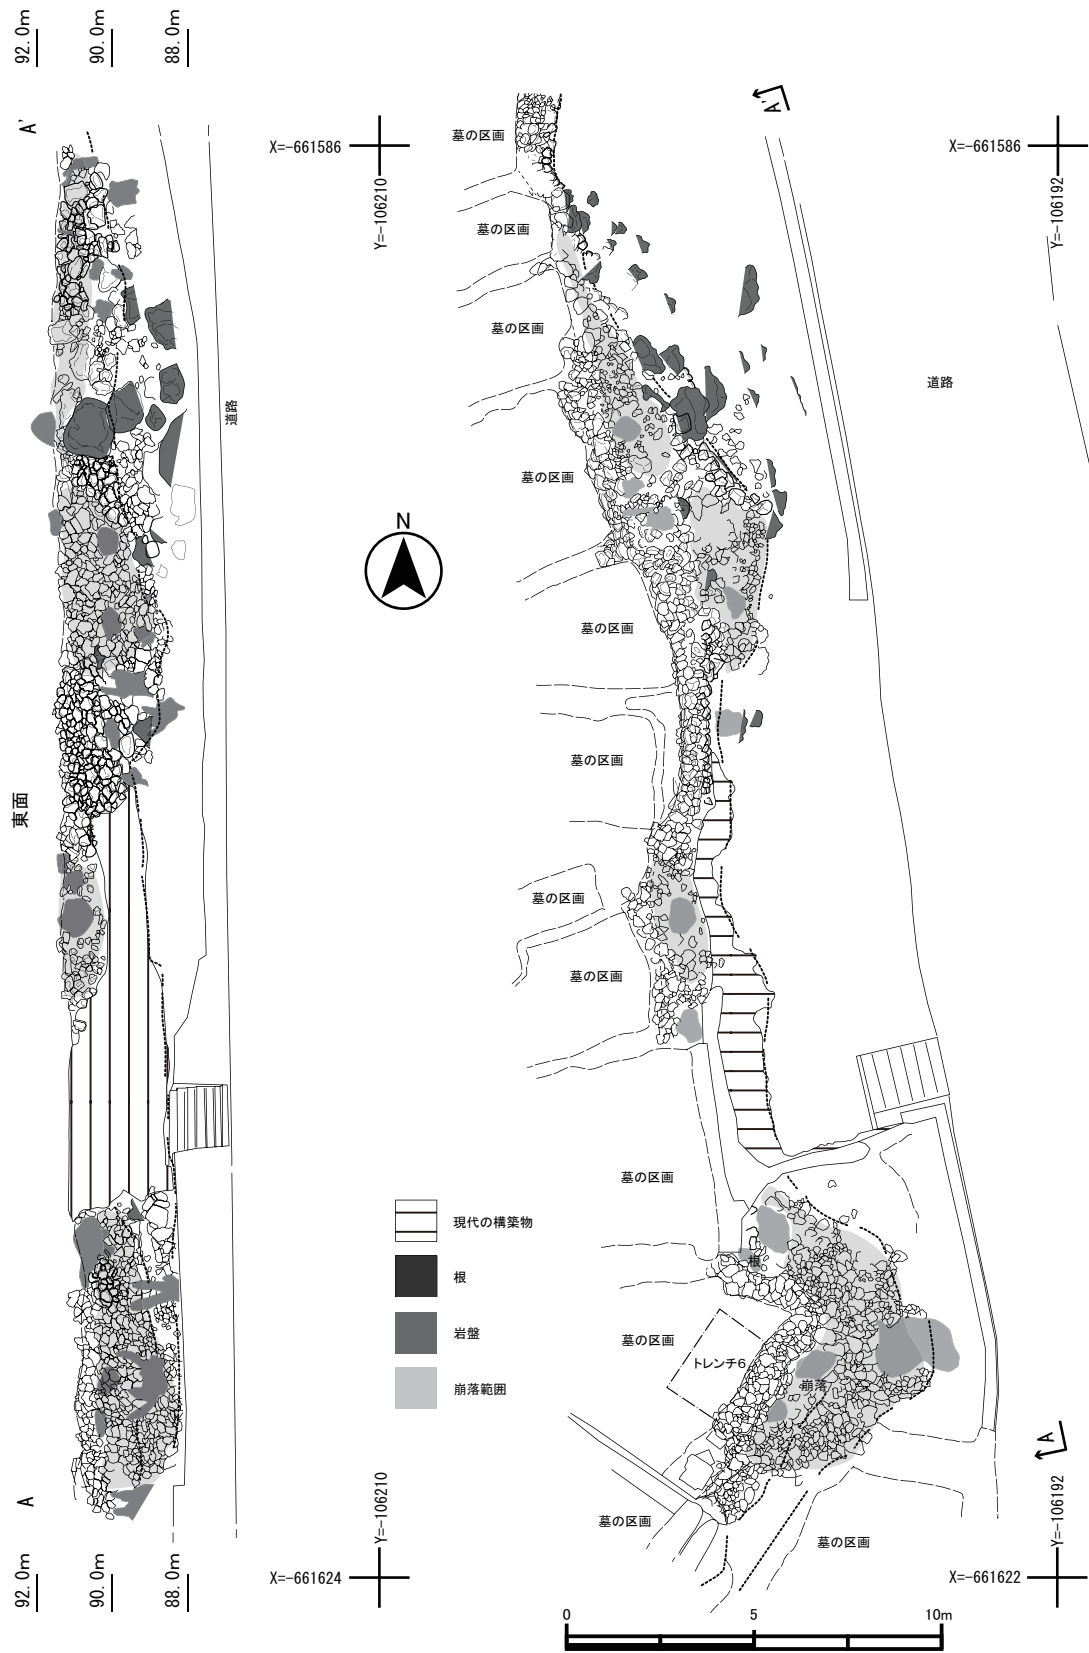 92.0m
90.0m
88.0m
A'
A'
X=-661586
Y=-106210
X=-661586
Y=-106192
墓の区画
墓の区画
墓の区画
墓の区画
道路
道路
N
墓の区画
墓の区画
東面
墓の区画
墓の区画
墓の区画
現代の構築物
根
岩盤
崩落範囲
根
墓の区画
トレンチ6
崩落
A
A
墓の区画
墓の区画
92.0m
90.0m
88.0m
X=-661624
Y=-106210
X=-661622
Y=-106192
0
5
10m